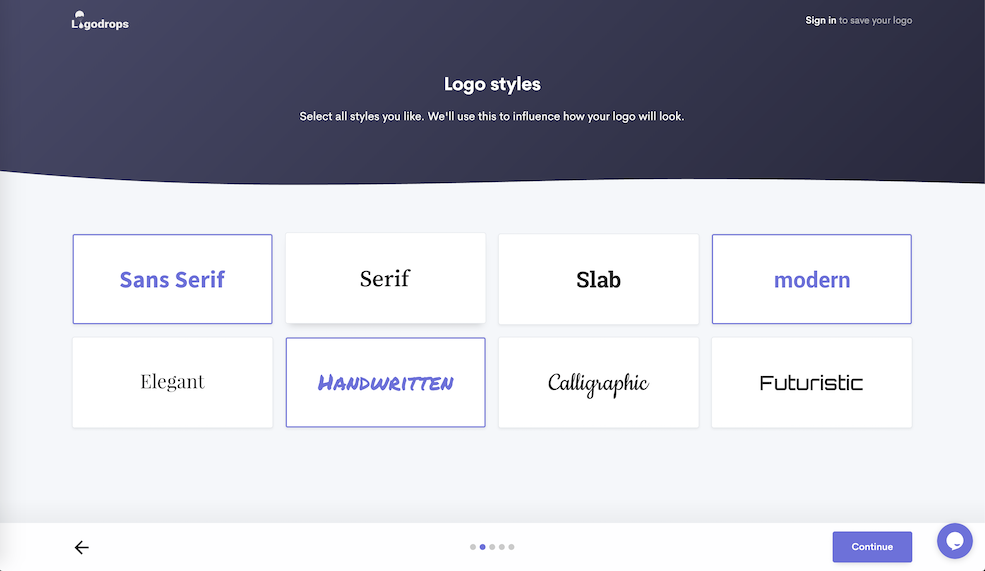 Logodrops
Sign in to save your logo
Logo styles
Select all styles you like. We'll use this to influence how your logo will look.
Sans Serif
Serif
Slab
modern
Elegant
Handwritten
Calligraphic
Futuristic
Continue